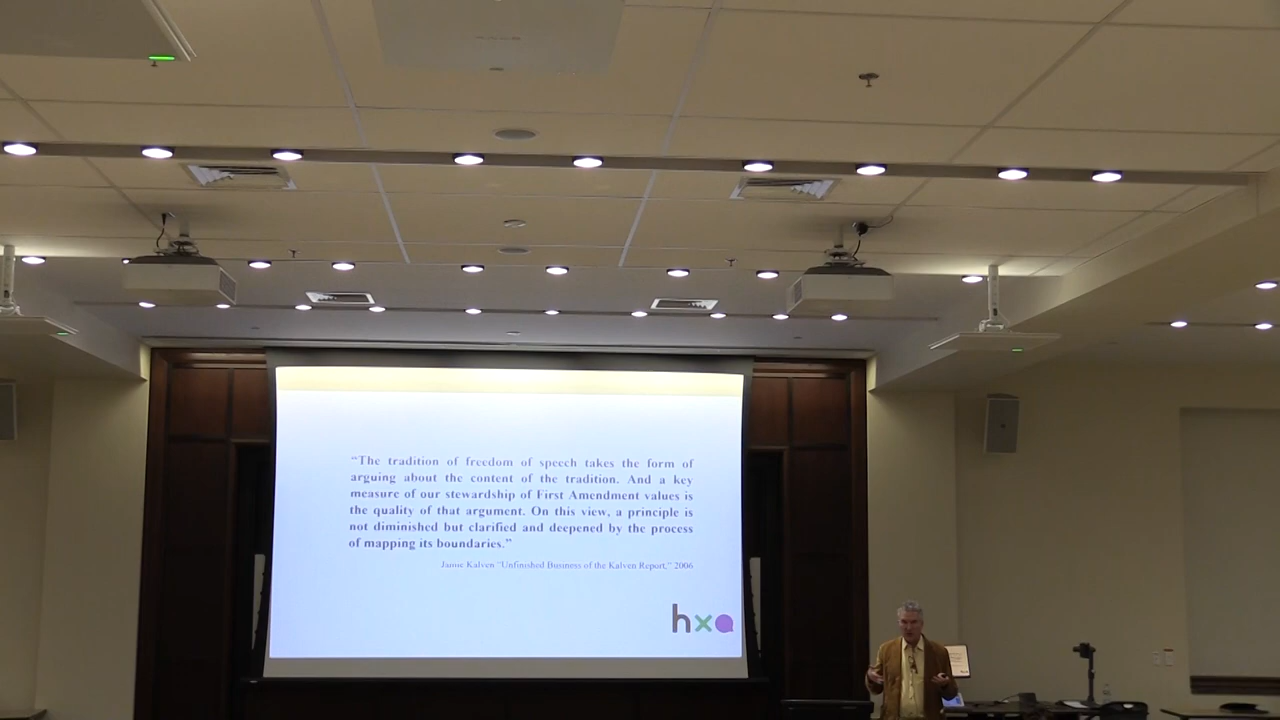 “The tradition of freedom of speech takes the form of
arguing about the content of the tradition. And a key
measure of our stewardship of First Amendment values is
the quality of that argument. On this view, a principle is
not diminished but clarified and deepened by the process
of mapping its boundaries.”
Jamie Kalven “Unfinished Business of the Kalven Report,” 2006
hxa